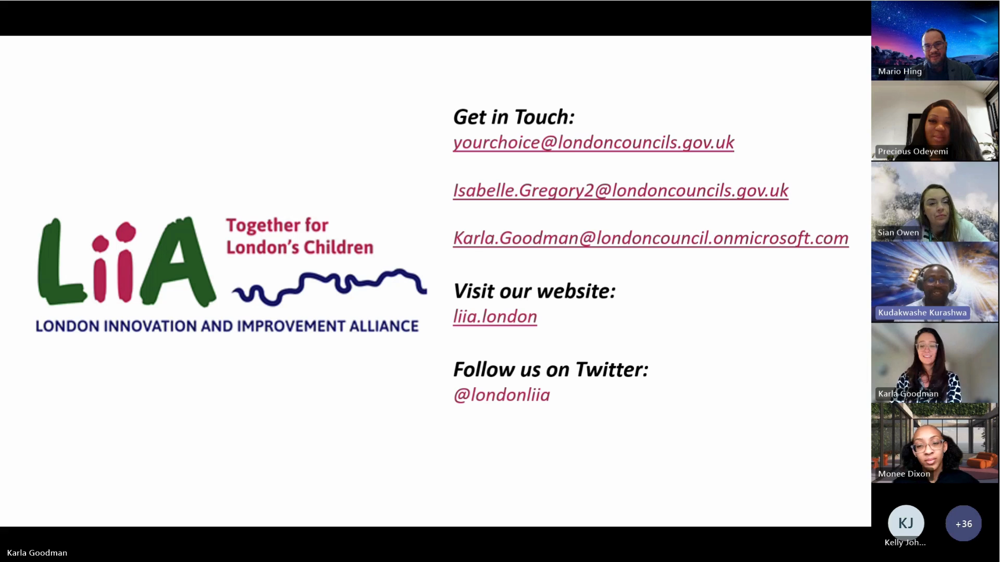 LiiA
Together for
London's Children
LONDON INNOVATION AND IMPROVEMENT ALLIANCE
Get in Touch:
yourchoice@londoncouncils.gov.uk
Isabelle.Gregory2@londoncouncils.gov.uk
Karla.Goodman@londoncouncil.onmicrosoft.com
Visit our website:
liia.london
Follow us on Twitter:
@londonliia
Mario Hing
Precious Odeyemi
Sian Owen
Kudakwashe Kurashwa
Karla Goodman
Monee Dixon
KJ
Kelly Joh...
+36
Karla Goodman